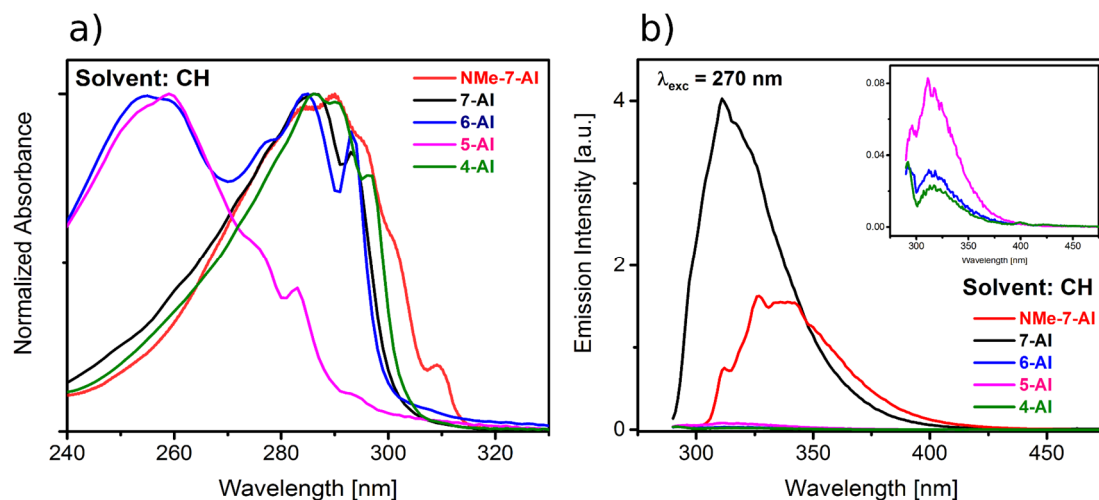 a)
Solvent: CH
NMe-7-AI
7-AI
6-AI
5-AI
4-AI
Normalized Absorbance
240
260
280
300
320
Wavelength [nm]
b)
λexc = 270 nm
4
2
0
Emission Intensity [a.u.]
0.08
0.04
0.00
300
350
400
450
Wavelength [nm]
Solvent: CH
NMe-7-AI
7-AI
6-AI
5-AI
4-AI
300
350
400
450
Wavelength [nm]